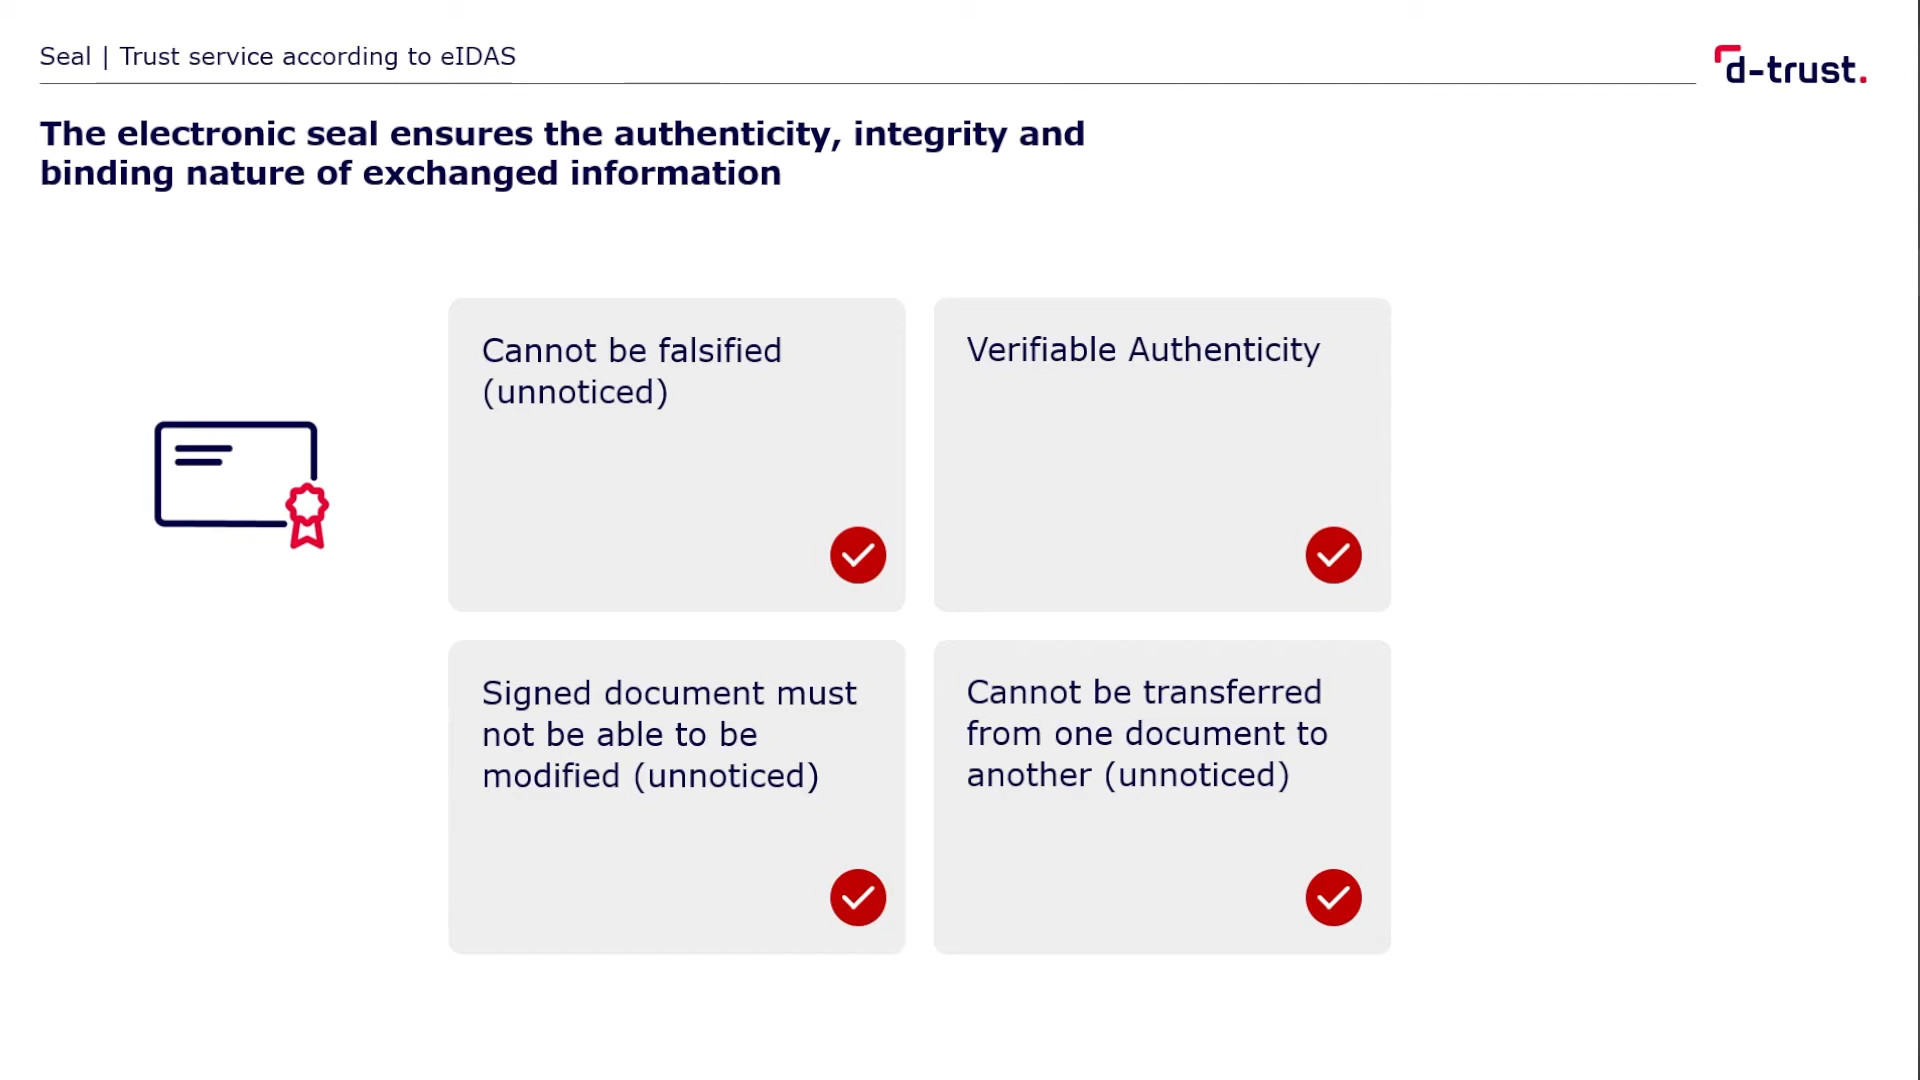 Seal | Trust service according to eIDAS
d-trust.
The electronic seal ensures the authenticity, integrity and
binding nature of exchanged information
Cannot be falsified
(unnoticed)
Verifiable Authenticity
Signed document must
not be able to be
modified (unnoticed)
Cannot be transferred
from one document to
another (unnoticed)